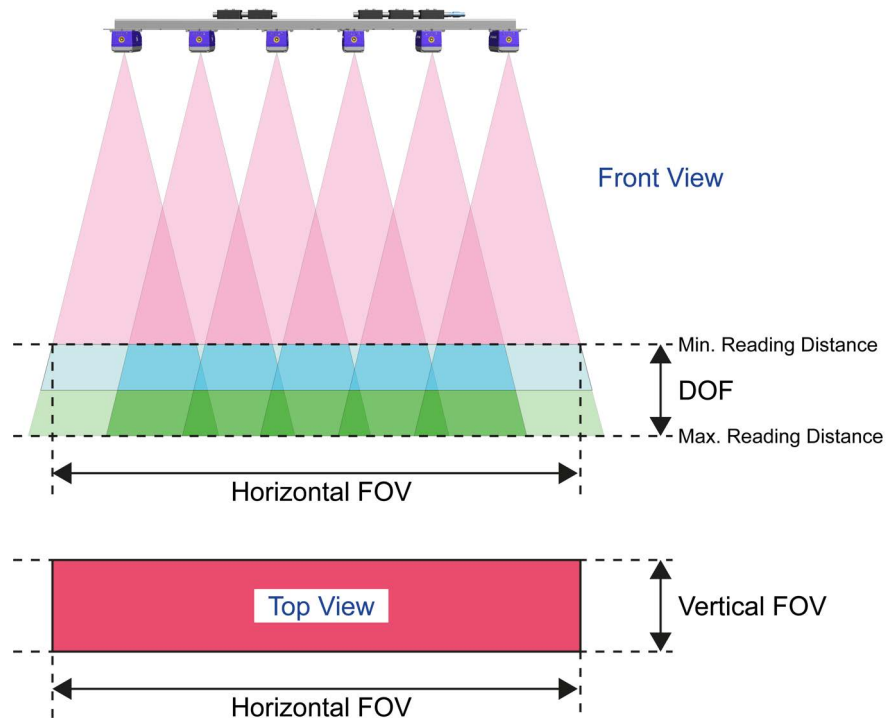 Front View
Min. Reading Distance
DOF
Max. Reading Distance
Horizontal FOV
Top View
Vertical FOV
Horizontal FOV